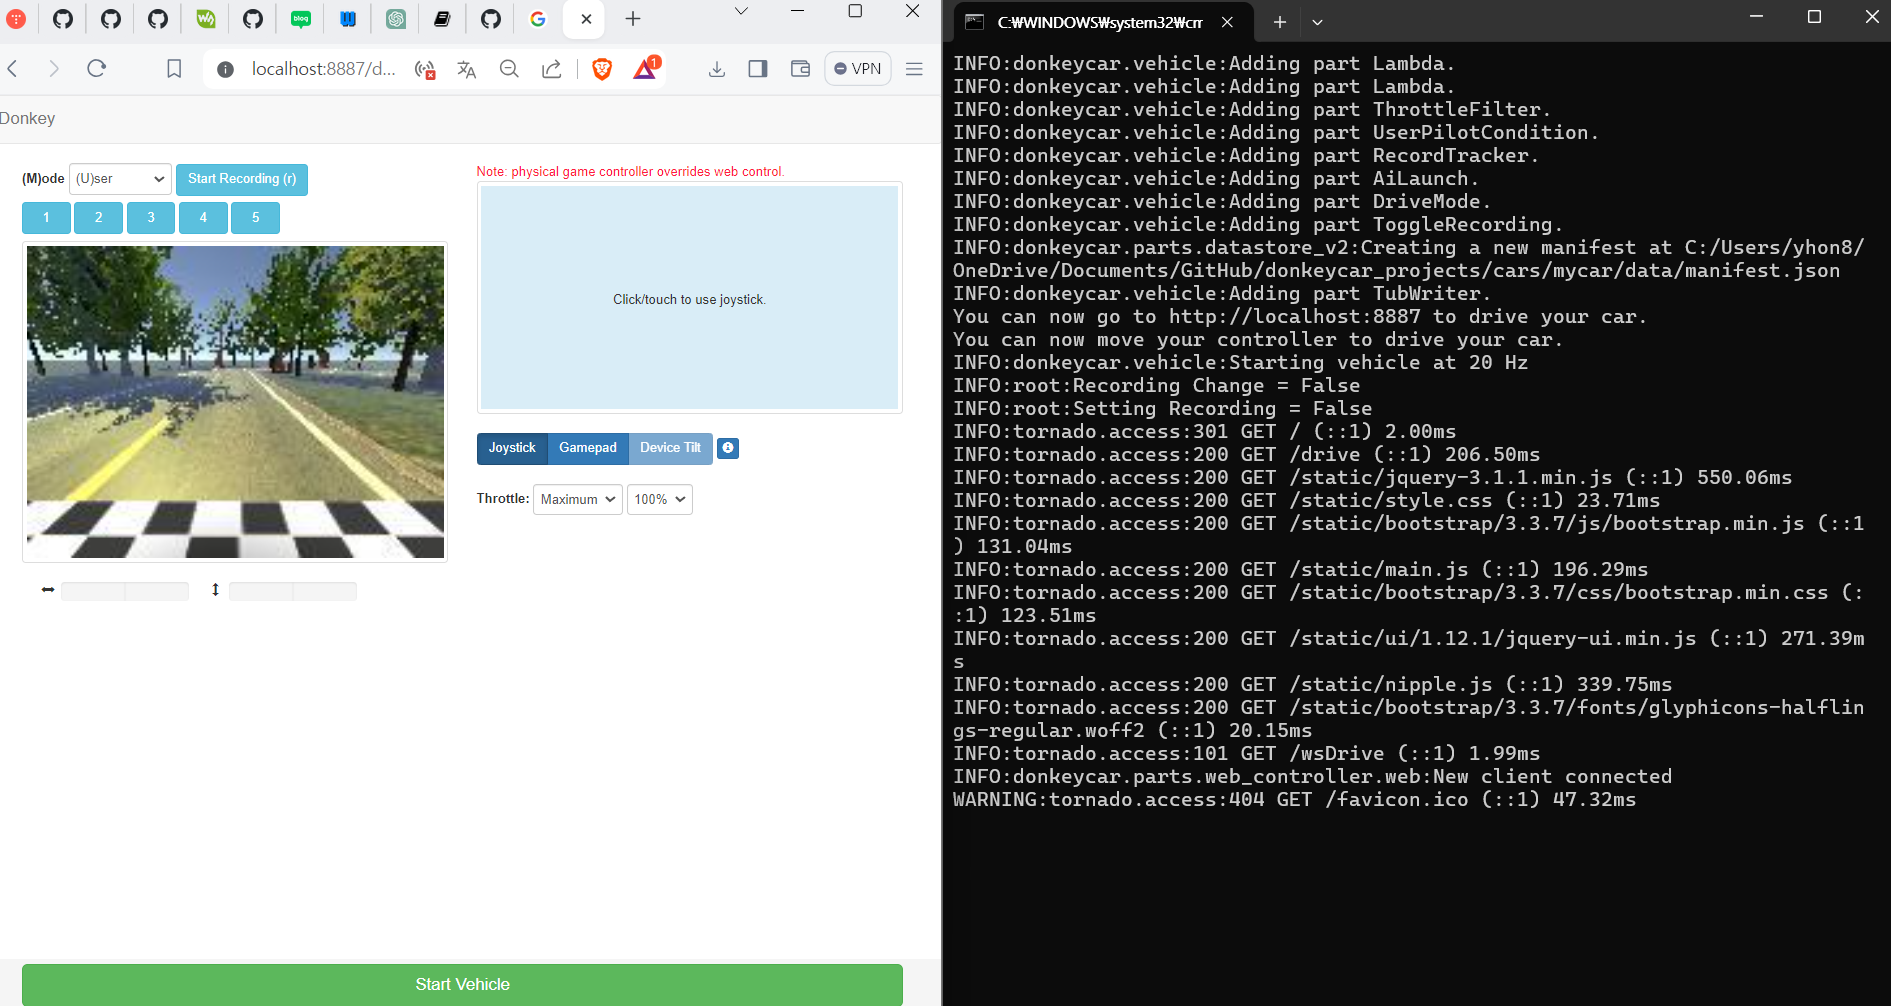 localhost:8887/d...
1
VPN
Donkey
(M)ode
(U)ser
Start Recording (r)
1
2
3
4
5
Note: physical game controller overrides web control.
Click/touch to use joystick.
Joystick
Gamepad
Device Tilt
Throttle:
Maximum
100%
Start Vehicle
C:₩WINDOWS₩system32₩cm
INFO:donkeycar.vehicle:Adding part Lambda.
INFO:donkeycar.vehicle:Adding part Lambda.
INFO:donkeycar.vehicle:Adding part ThrottleFilter.
INFO:donkeycar.vehicle:Adding part UserPilotCondition.
INFO:donkeycar.vehicle:Adding part RecordTracker.
INFO:donkeycar.vehicle:Adding part AiLaunch.
INFO:donkeycar.vehicle:Adding part DriveMode.
INFO:donkeycar.vehicle:Adding part ToggleRecording.
INFO:donkeycar.parts.datastore_v2:Creating a new manifest at C:/Users/yhon8/
OneDrive/Documents/GitHub/donkeycar_projects/cars/mycar/data/manifest.json
INFO:donkeycar.vehicle:Adding part TubWriter.
You can now go to http://localhost:8887 to drive your car.
You can now move your controller to drive your car.
INFO:donkeycar.vehicle:Starting vehicle at 20 Hz
INFO:root:Recording Change = False
INFO:root:Setting Recording = False
INFO:tornado.access:301 GET / (::1) 2.00ms
INFO:tornado.access:200 GET /drive (::1) 206.50ms
INFO:tornado.access:200 GET /static/jquery-3.1.1.min.js (::1) 550.06ms
INFO:tornado.access:200 GET /static/style.css (::1) 23.71ms
INFO:tornado.access:200 GET /static/bootstrap/3.3.7/js/bootstrap.min.js (::1
) 131.04ms
INFO:tornado.access:200 GET /static/main.js (::1) 196.29ms
INFO:tornado.access:200 GET /static/bootstrap/3.3.7/css/bootstrap.min.css (:
:1) 123.51ms
INFO:tornado.access:200 GET /static/ui/1.12.1/jquery-ui.min.js (::1) 271.39m
s
INFO:tornado.access:200 GET /static/nipple.js (::1) 339.75ms
INFO:tornado.access:200 GET /static/bootstrap/3.3.7/fonts/glyphicons-halflin
gs-regular.woff2 (::1) 20.15ms
INFO:tornado.access:101 GET /wsDrive (::1) 1.99ms
INFO:donkeycar.parts.web_controller.web:New client connected
WARNING:tornado.access:404 GET /favicon.ico (::1) 47.32ms